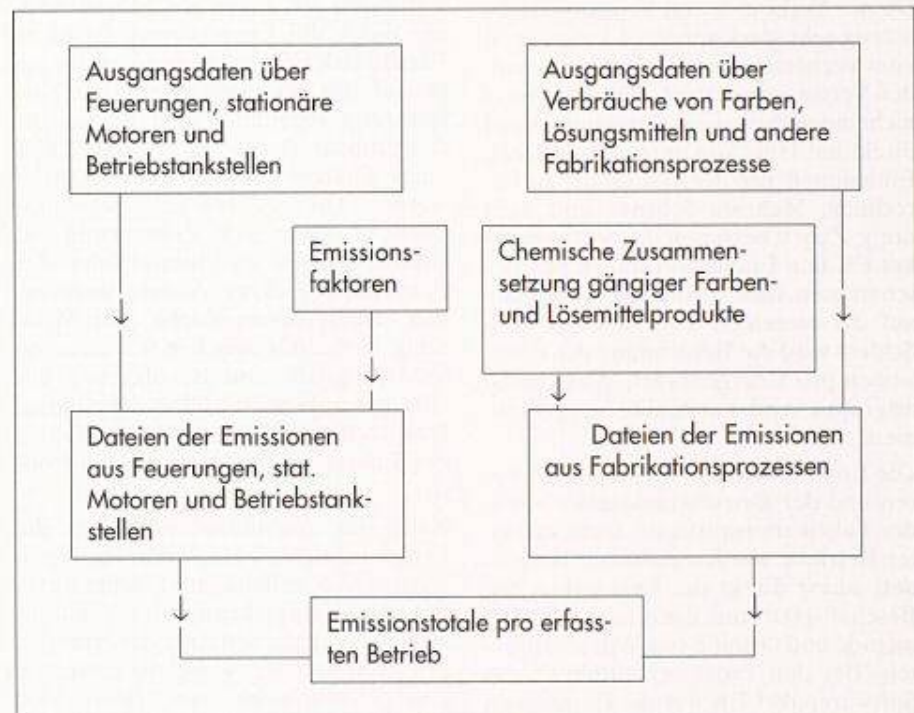 Ausgangsdaten über
Feuerungen, stationäre
Motoren und
Betriebstankstellen
Ausgangsdaten über
Verbräuche von Farben,
Lösungsmitteln und andere
Fabrikationsprozesse
Emissions-
faktoren
Chemische Zusammen-
setzung gängiger Farben-
und Lösemittelprodukte
Dateien der Emissionen
aus Feuerungen, stat.
Motoren und Betriebstank-
stellen
Dateien der Emissionen
aus Fabrikationsprozessen
Emissionstotale pro erfass-
ten Betrieb